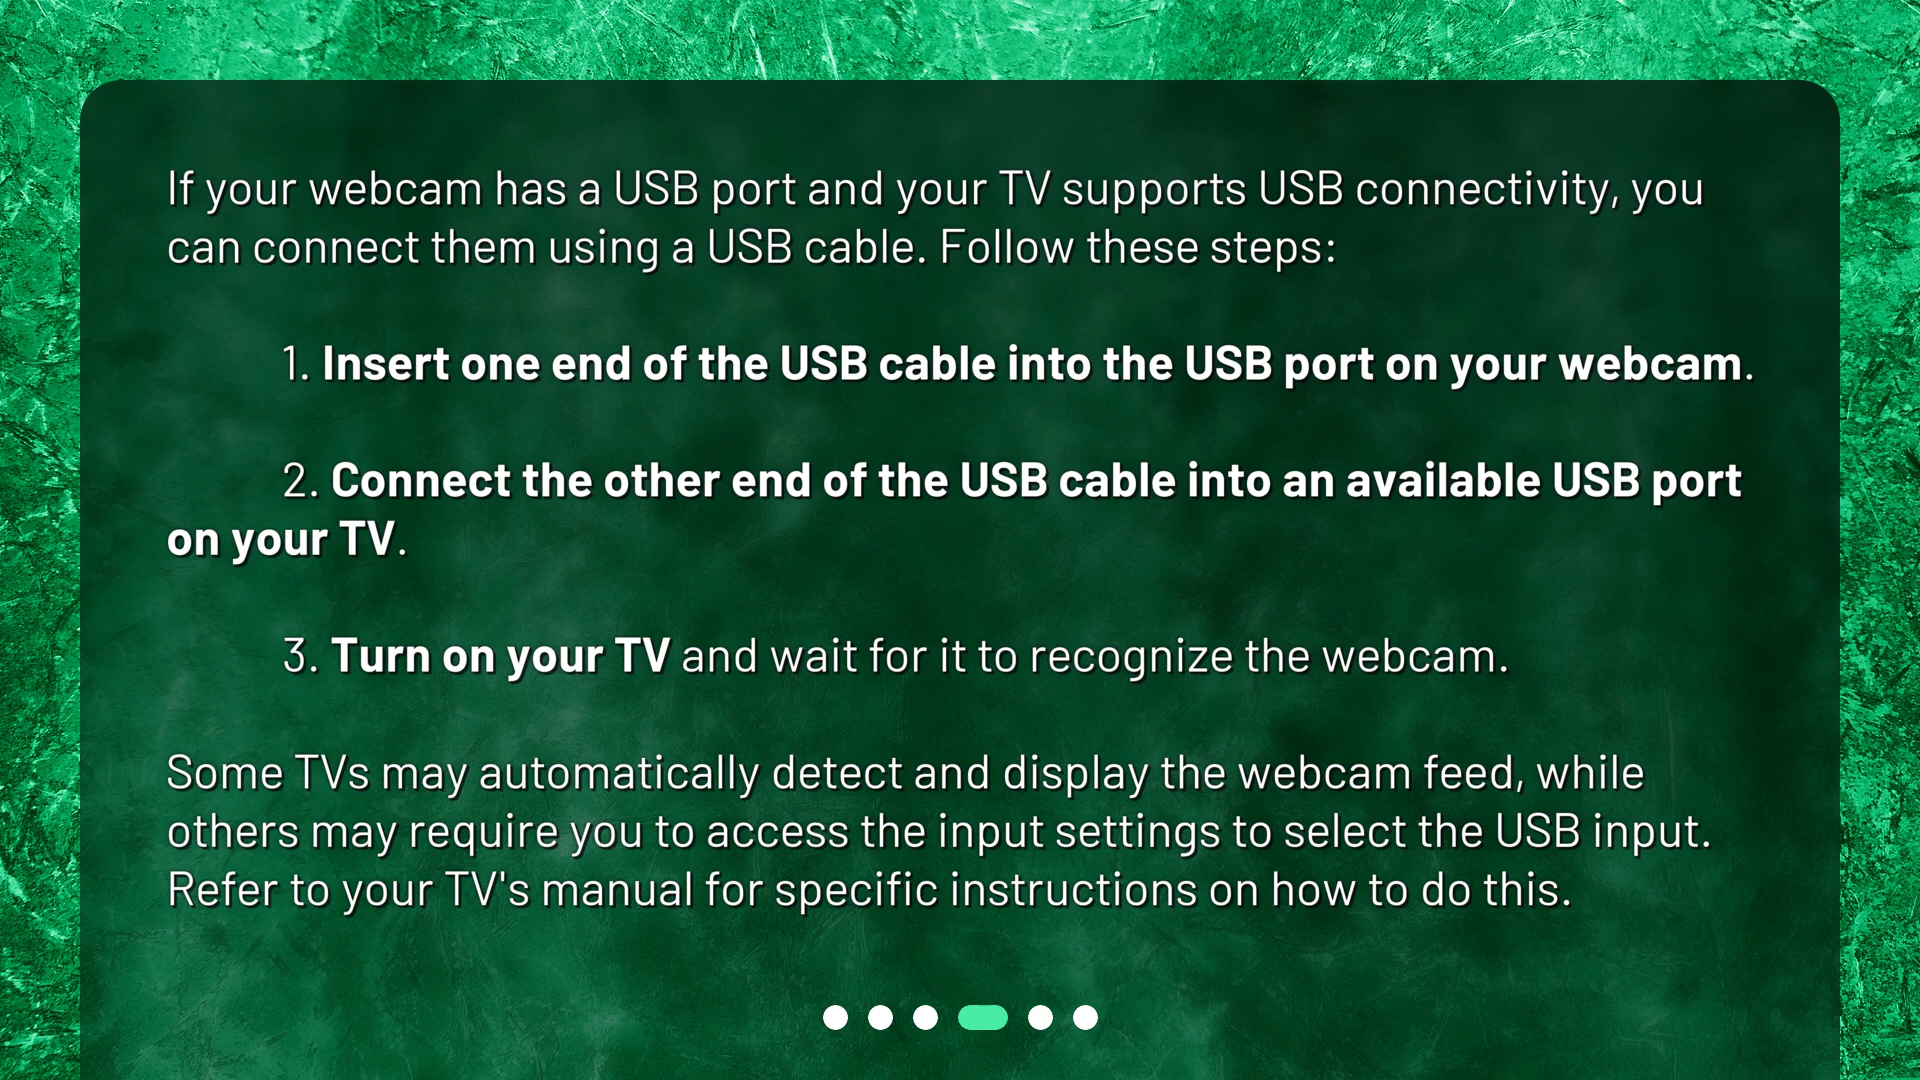 If your webcam has a USB port and your TV supports USB connectivity, you
can connect them using a USB cable. Follow these steps:
1. Insert one end of the USB cable into the USB port on your webcam.
2. Connect the other end of the USB cable into an available USB port
on your TV.
3. Turn on your TV and wait for it to recognize the webcam.
Some TVs may automatically detect and display the webcam feed, while
others may require you to access the input settings to select the USB input.
Refer to your TV's manual for specific instructions on how to do this.